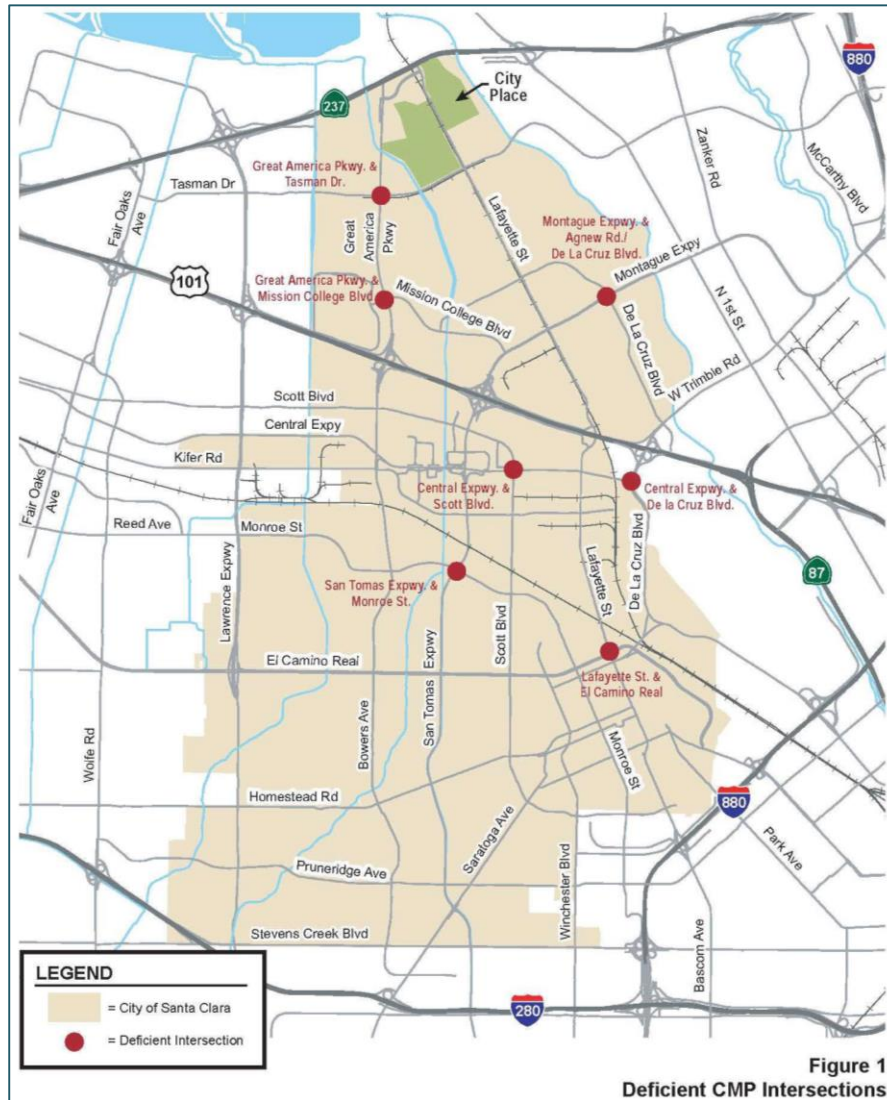 880
City
Place
237
Great America Pkwy. &
Tasman Dr.
Tasman Dr
Fair Oaks
Ave
Zanker Rd
McCarthy Blvd
Great
America
Pkwy
Lafayette St
Montague Expwy. &
Agnew Rd./
De La Cruz Blvd.
Montague Expy
101
Great America Pkwy. &
Mission College Blvd.
Mission College Blvd
N 1st St
De La Cruz Blvd
W Trimble Rd
Scott Blvd
Central Expy
Kifer Rd
Fair Oaks
Ave
Central Expwy. &
Scott Blvd.
Central Expwy. &
De la Cruz Blvd.
Reed Ave
Monroe St
Lawrence Expwy
San Tomas Expwy. &
Monroe St.
Lafayette St
De La Cruz Blvd
87
Scott Blvd
El Camino Real
Lafayette St. &
El Camino Real
Wolfe Rd
Bowers Ave
San Tomas Expwy
Monroe St
Homestead Rd
880
Saratoga Ave
Park Ave
Pruneridge Ave
Winchester Blvd
Stevens Creek Blvd
Bascom Ave
LEGEND
= City of Santa Clara
= Deficient Intersection
280
Figure 1
Deficient CMP Intersections